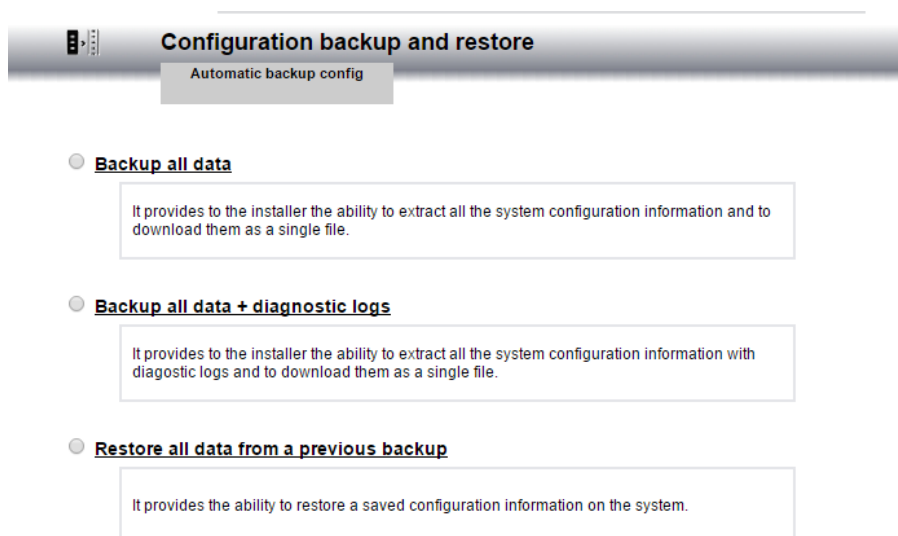 Configuration backup and restore
Automatic backup config
Backup all data
It provides to the installer the ability to extract all the system configuration information and to
download them as a single file.
Backup all data + diagnostic logs
It provides to the installer the ability to extract all the system configuration information with
diagostic logs and to download them as a single file.
Restore all data from a previous backup
It provides the ability to restore a saved configuration information on the system.